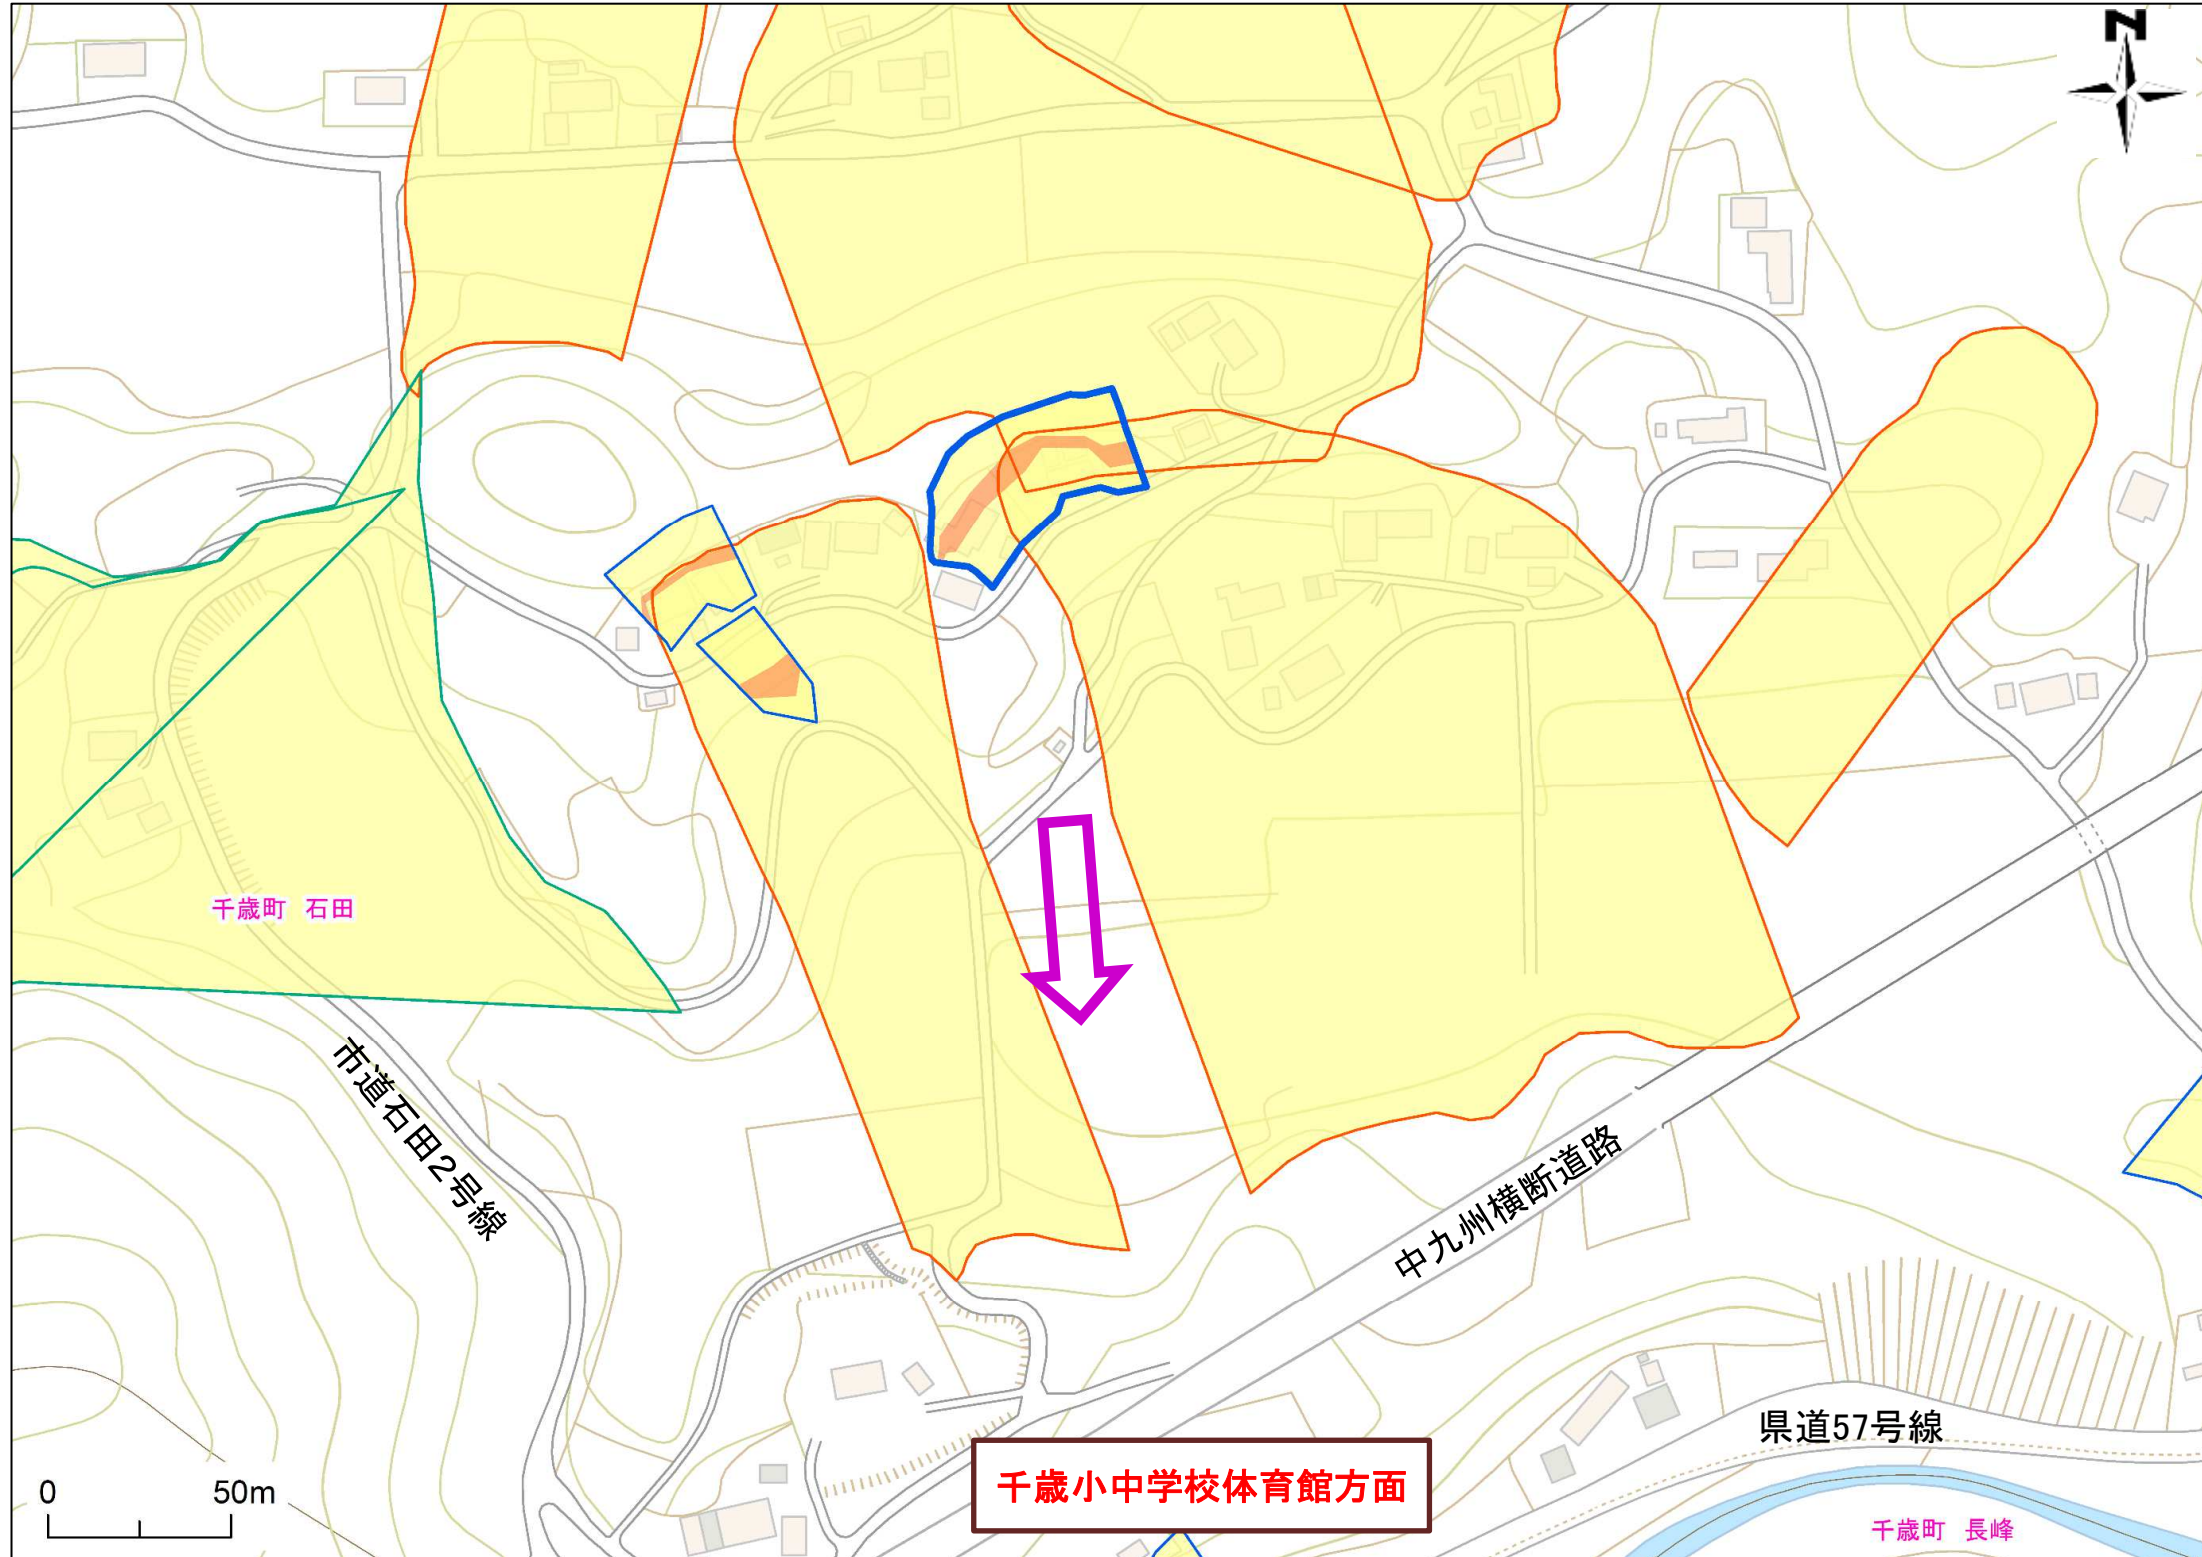 N
千歳町 石田
市道石田2号線
中九州横断道路
県道57号線
0 50m
千歳小中学校体育館方面
千歳町 長峰